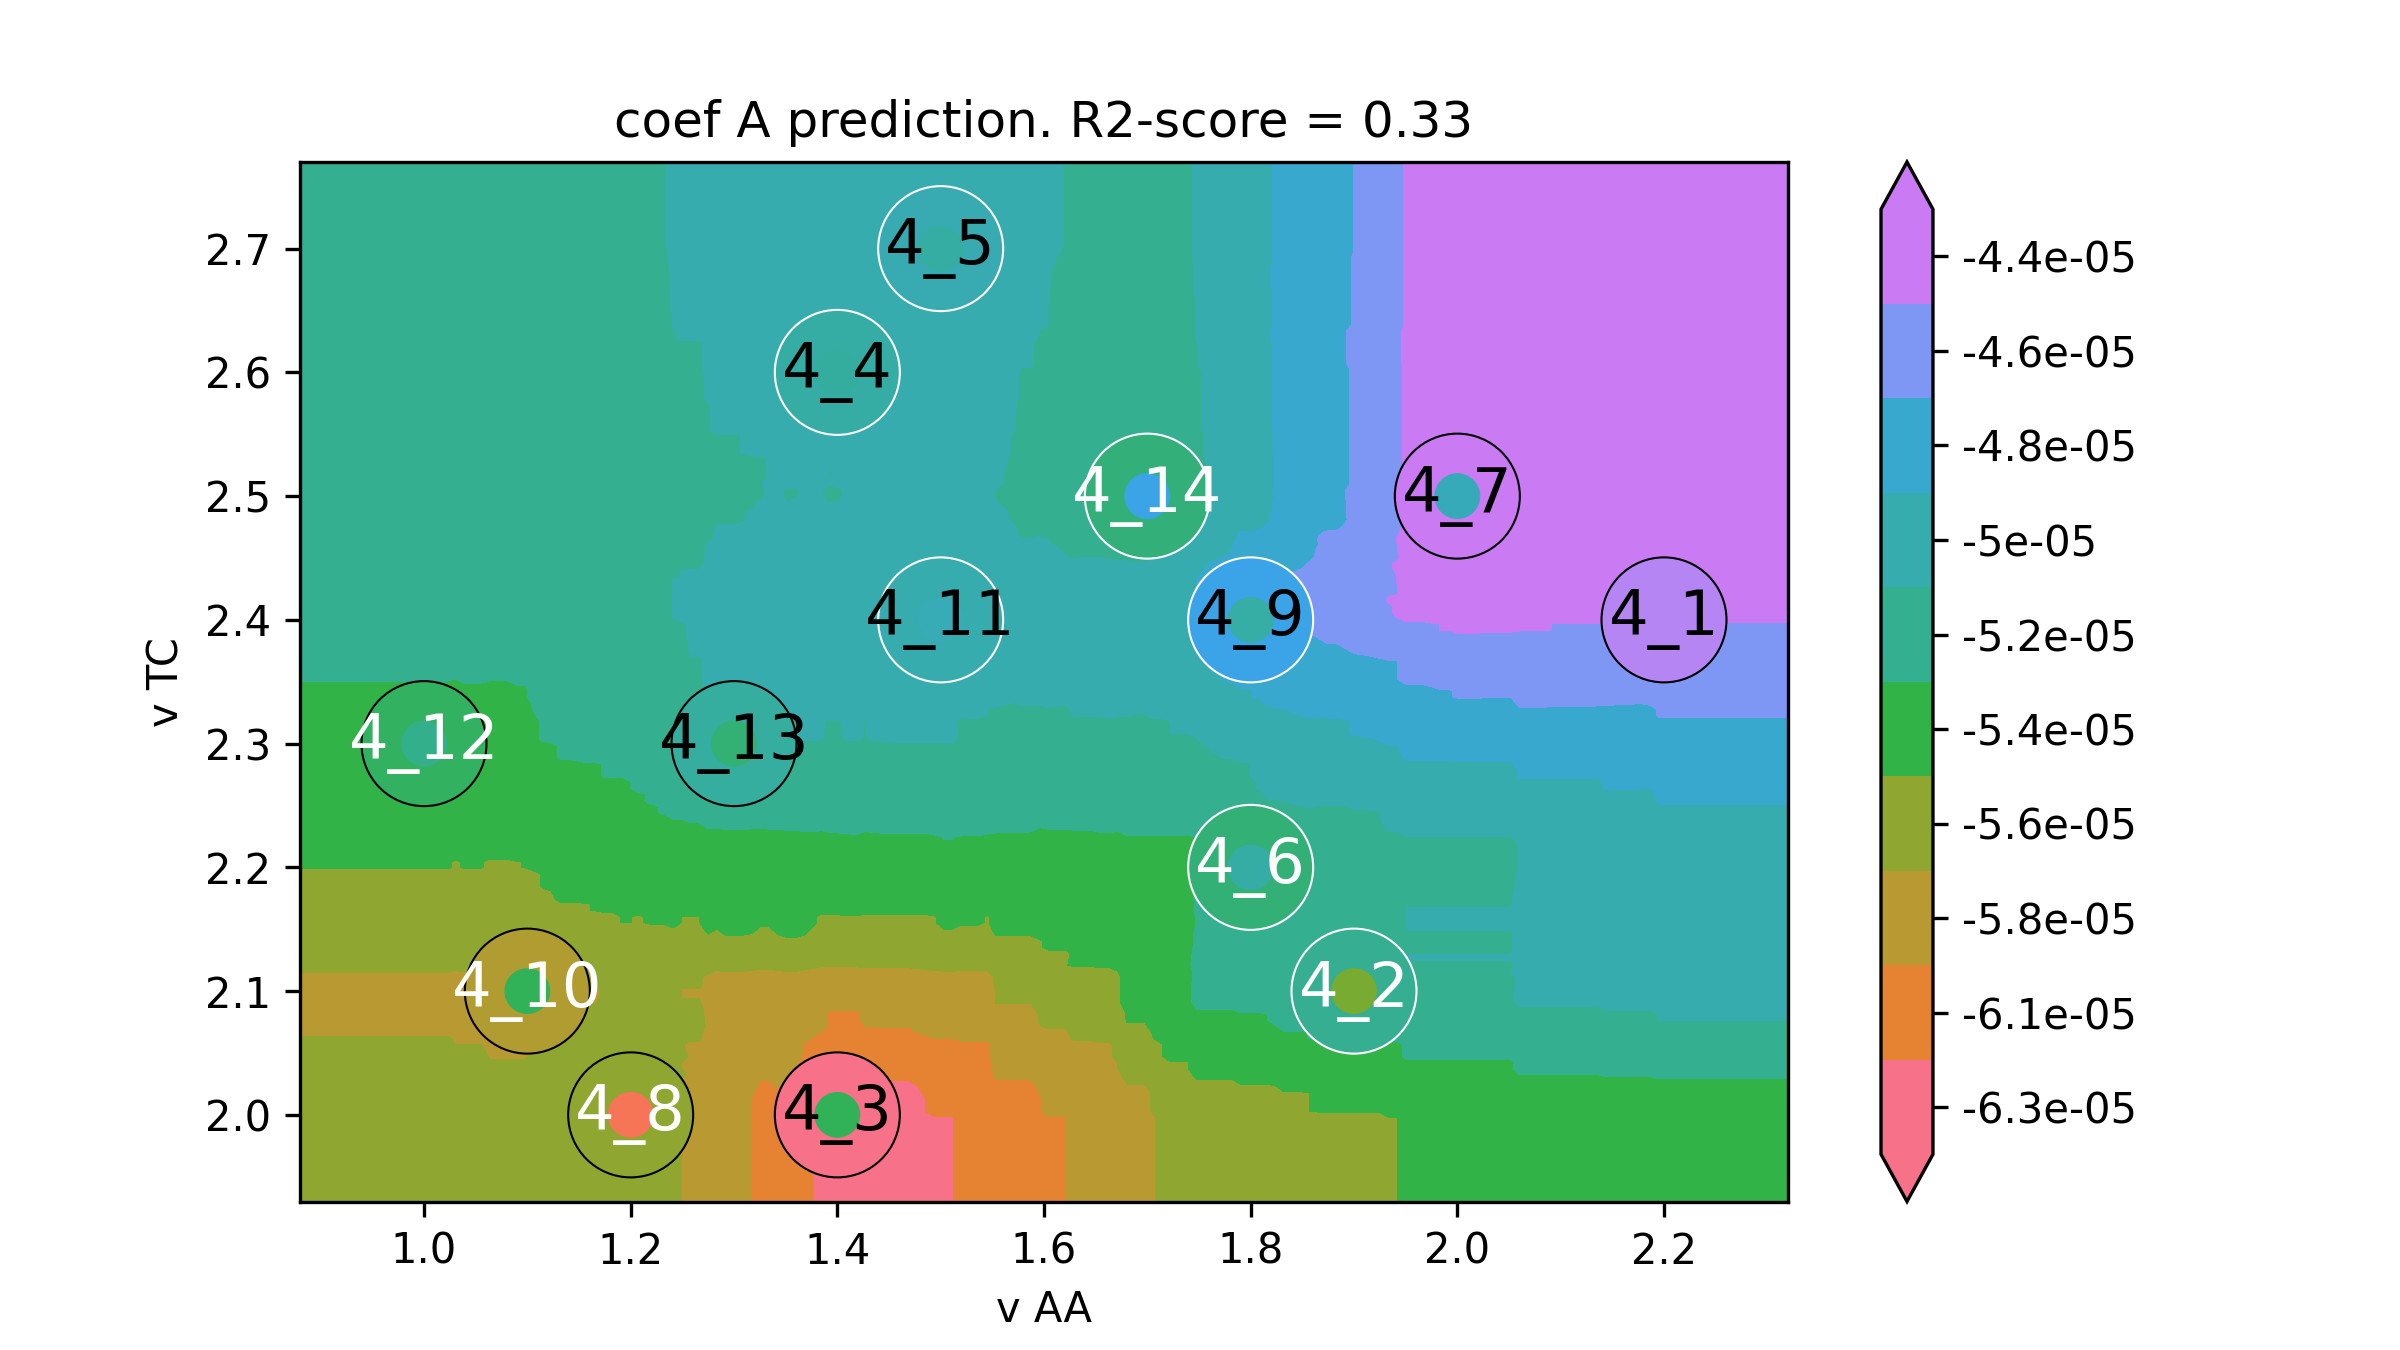 coef A prediction. R2-score = 0.33
v TC
2.7
2.6
2.5
2.4
2.3
2.2
2.1
2.0
4_5
4_4
4_14
4_7
4_11
4_9
4_1
4_12
4_13
4_6
4_10
4_2
4_8
4_3
1.0
1.2
1.4
1.6
1.8
2.0
2.2
v AA
-4.4e-05
-4.6e-05
-4.8e-05
-5e-05
-5.2e-05
-5.4e-05
-5.6e-05
-5.8e-05
-6.1e-05
-6.3e-05